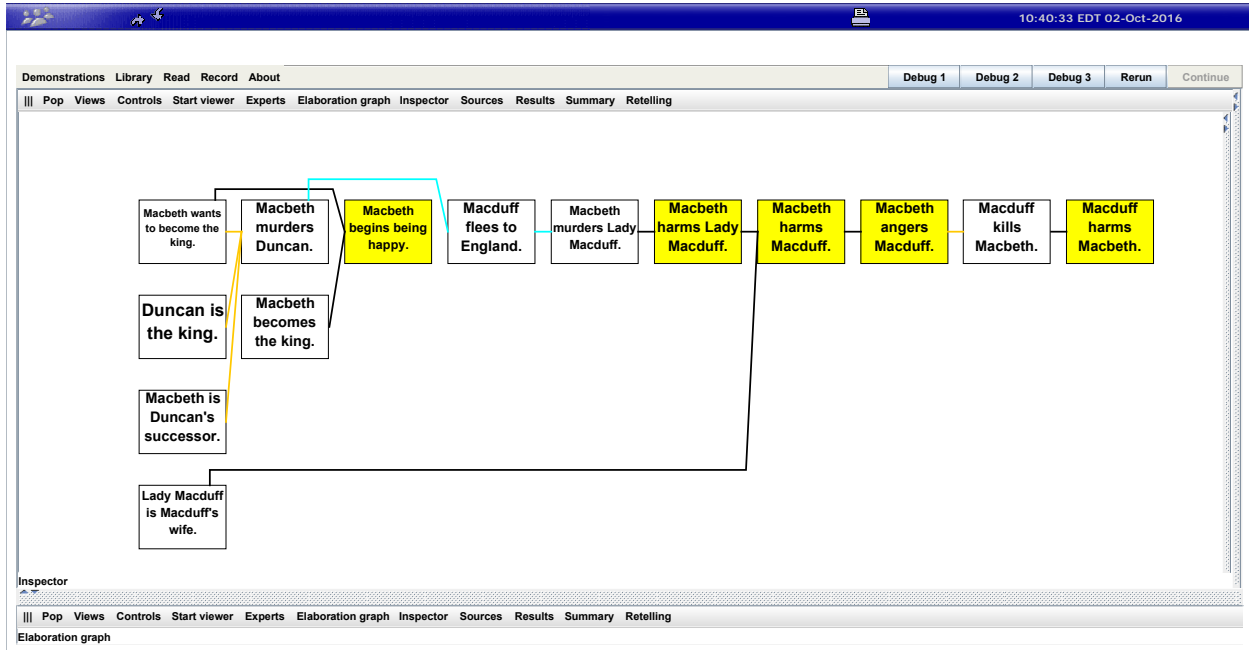 10:40:33 EDT 02-Oct-2016
Demonstrations Library Read Record About
Debug 1 Debug 2 Debug 3 Rerun Continue
||| Pop Views Controls Start viewer Experts Elaboration graph Inspector Sources Results Summary Retelling
Macbeth wants
to become the
king.
Macbeth
murders
Duncan.
Macbeth
begins being
happy.
Macduff
flees to
England.
Macbeth
murders Lady
Macduff.
Macbeth
harms Lady
Macduff.
Macbeth
harms
Macduff.
Macbeth
angers
Macduff.
Macduff
kills
Macbeth.
Macduff
harms
Macbeth.
Duncan is
the king.
Macbeth
becomes
the king.
Macbeth is
Duncan's
successor.
Lady Macduff
is Macduff's
wife.
Inspector
||| Pop Views Controls Start viewer Experts Elaboration graph Inspector Sources Results Summary Retelling
Elaboration graph